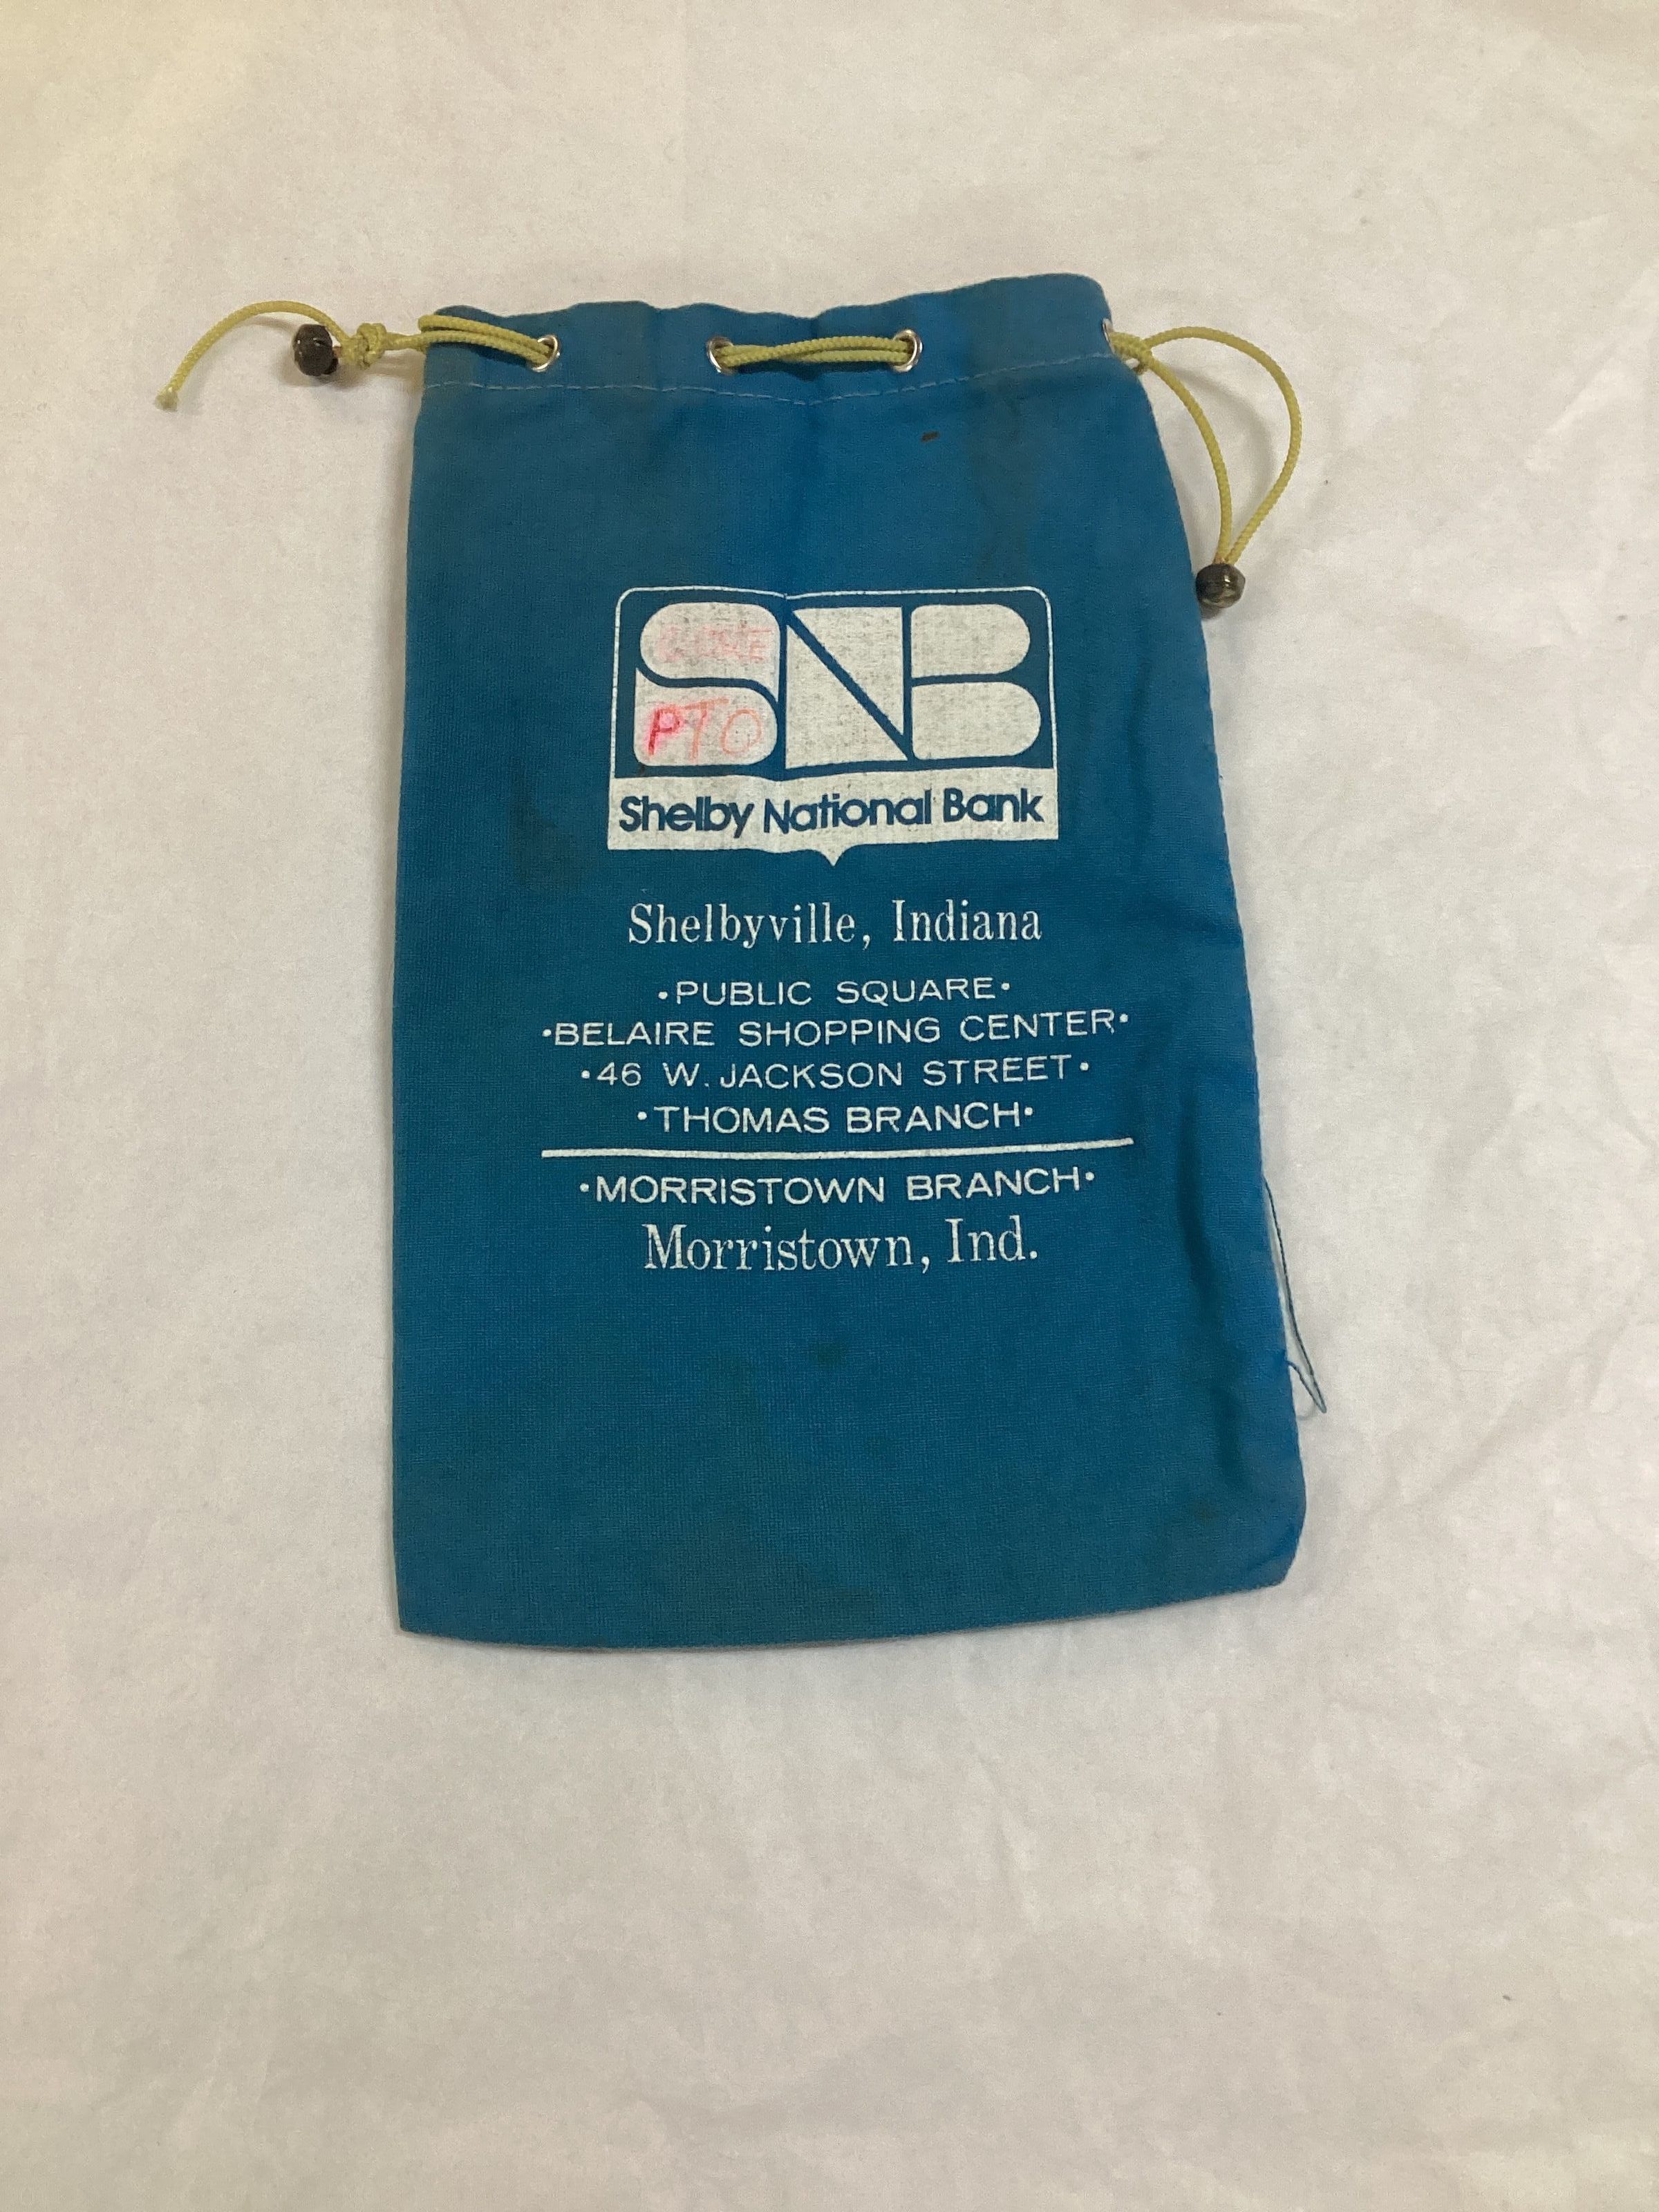 SNB
PTO
Shelby National Bank
Shelbyville, Indiana
•PUBLIC SQUARE•
•BELAIRE SHOPPING CENTER•
•46 W. JACKSON STREET•
•THOMAS BRANCH•
•MORRISTOWN BRANCH•
Morristown, Ind.